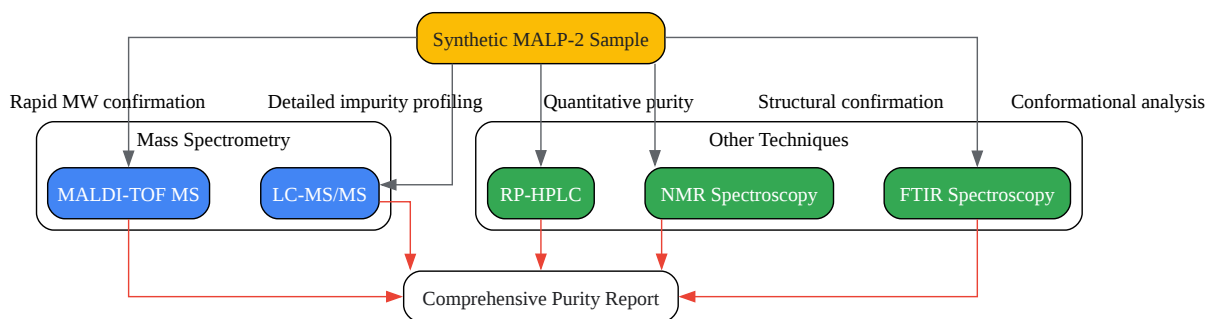 Synthetic MALP-2 Sample
Rapid MW confirmation
Detailed impurity profiling
Quantitative purity
Structural confirmation
Conformational analysis
Mass Spectrometry
Other Techniques
MALDI-TOF MS
LC-MS/MS
RP-HPLC
NMR Spectroscopy
FTIR Spectroscopy
Comprehensive Purity Report